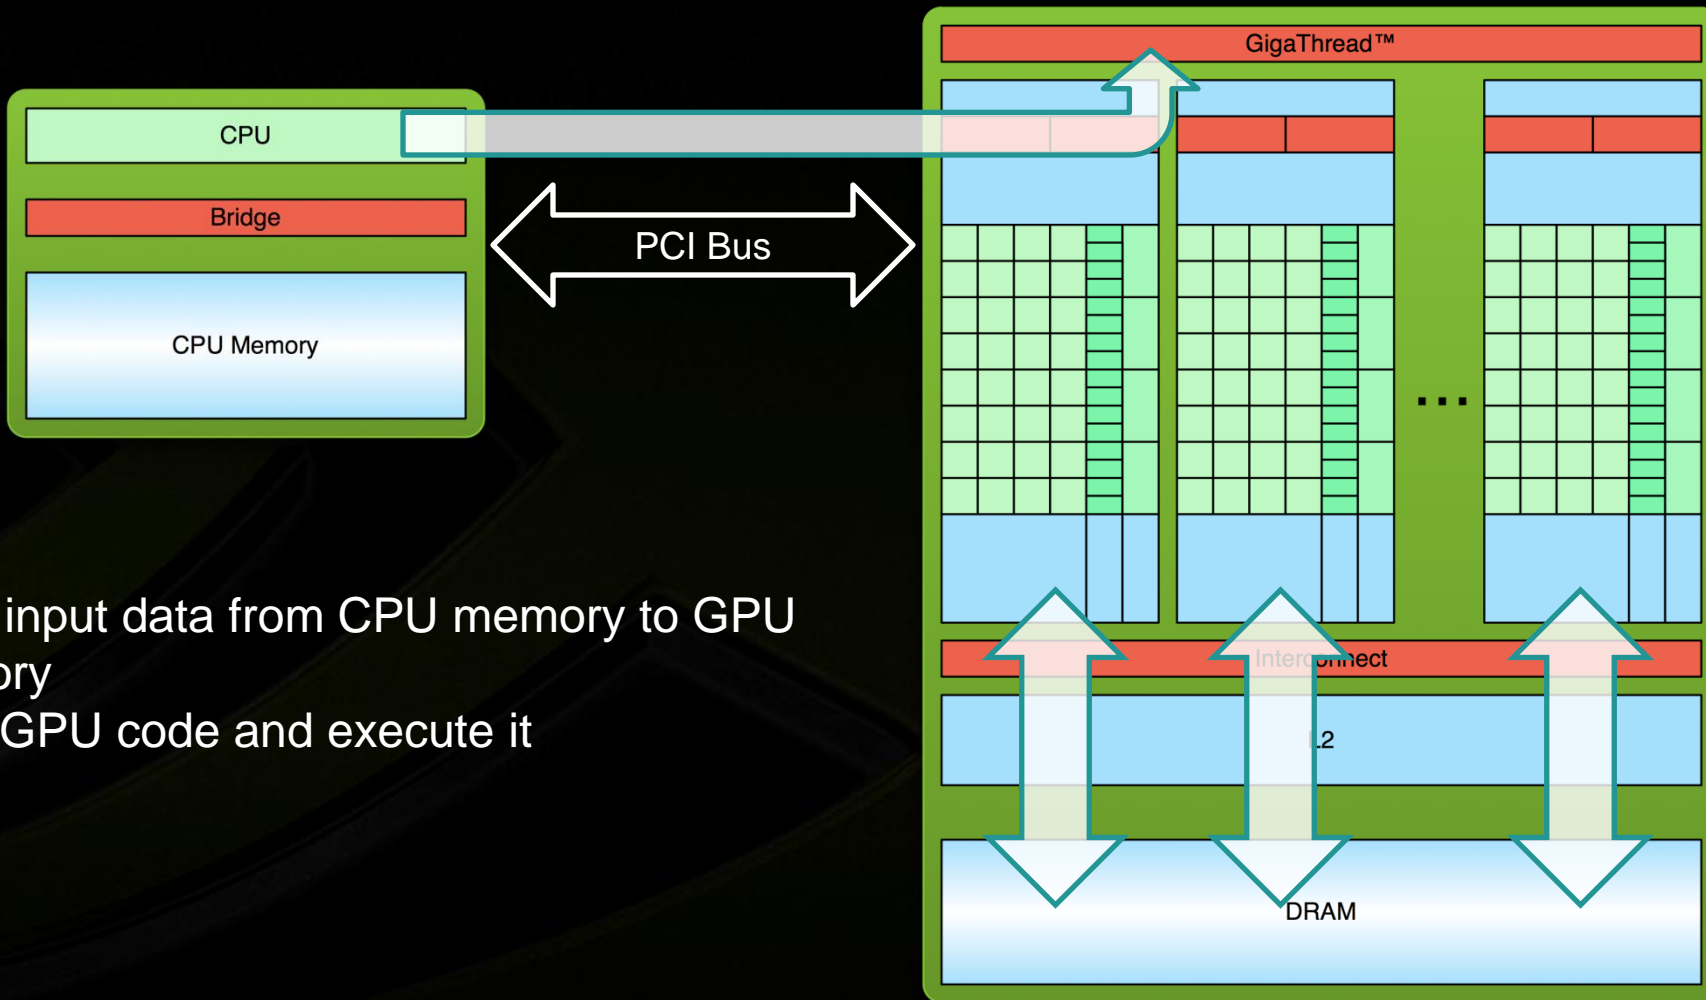 GigaThread™
CPU
Bridge
PCI Bus
CPU Memory
...
input data from CPU memory to GPU
ory
GPU code and execute it
Interconnect
L2
DRAM